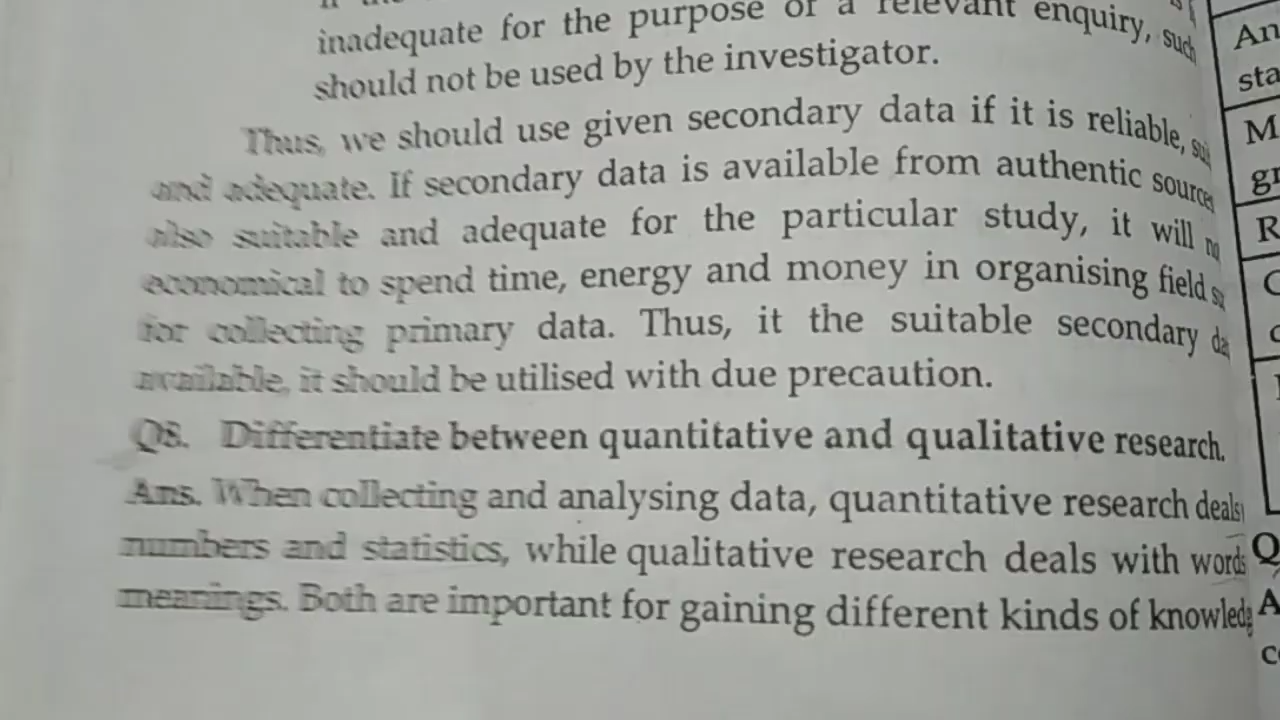 inadequate for the purpose of a relevant enquiry, such
should not be used by the investigator.
Thus, we should use given secondary data if it is reliable,
and adequate. If secondary data is available from authentic sources
also suitable and adequate for the particular study, it will
economical to spend time, energy and money in organising field
for collecting primary data. Thus, it the suitable secondary
available, it should be utilised with due precaution.
Q8. Differentiate between quantitative and qualitative research.
Ans. When collecting and analysing data, quantitative research deals
numbers and statistics, while qualitative research deals with words
meanings. Both are important for gaining different kinds of
An
sta
M
gr
R
Q
A